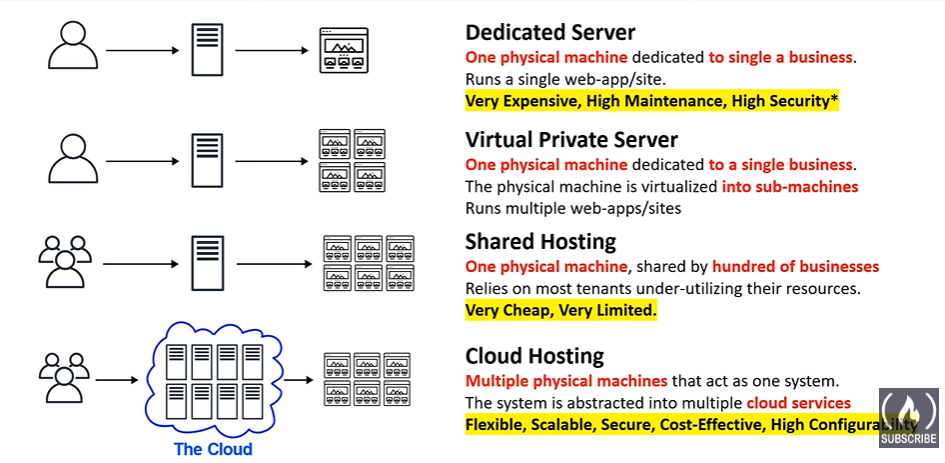 Dedicated Server
One physical machine dedicated to single a business.
Runs a single web-app/site.
Very Expensive, High Maintenance, High Security*
Virtual Private Server
One physical machine dedicated to a single business.
The physical machine is virtualized into sub-machines
Runs multiple web-apps/sites
Shared Hosting
One physical machine, shared by hundred of businesses
Relies on most tenants under-utilizing their resources.
Very Cheap, Very Limited.
Cloud Hosting
Multiple physical machines that act as one system.
The system is abstracted into multiple cloud services
Flexible, Scalable, Secure, Cost-Effective, High Configurability
The Cloud
SUBSCRIBE